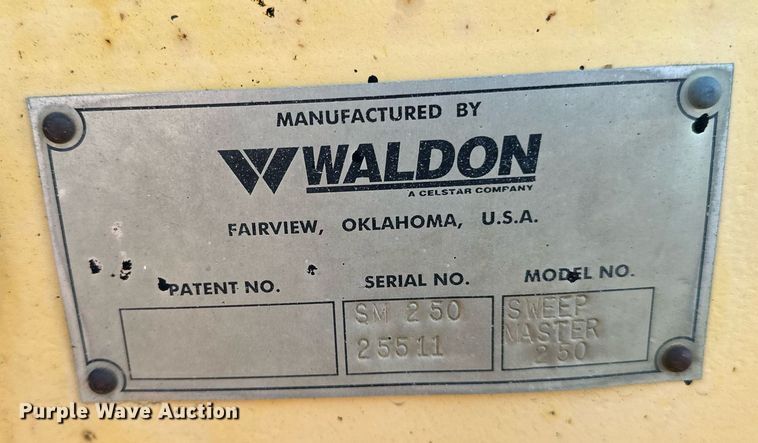 MANUFACTURED BY
WALDON
A CELSTAR COMPANY
FAIRVIEW, OKLAHOMA, U.S.A.
PATENT NO. SERIAL NO. MODEL NO.
SM 250 SWEEP
25511 MASTER
250
Purple Wave Auction